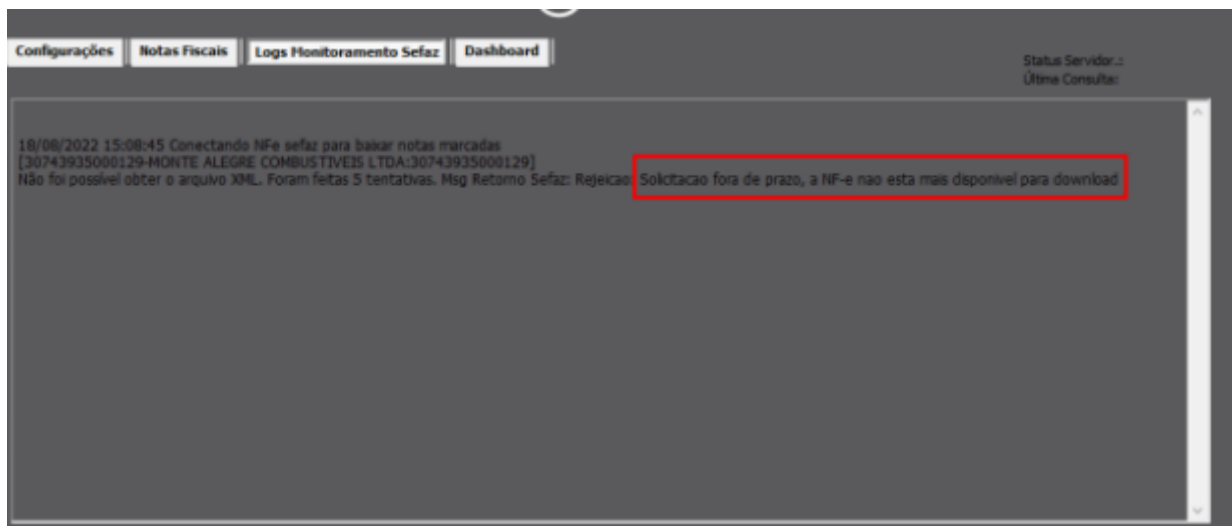 Configurações Notas Fiscais Logs Monitoramento Sefaz Dashboard
Status Servidor..:
Última Consulta:
18/08/2022 15:08:45 Conectando NFe sefaz para baixar notas marcadas
[30743935000129-MONTE ALEGRE COMBUSTIVEIS LTDA:30743935000129]
Não foi possível obter o arquivo XML. Foram feitas 5 tentativas. Msg Retorno Sefaz: Rejeicao: Solicitacao fora de prazo, a NF-e nao esta mais disponivel para download